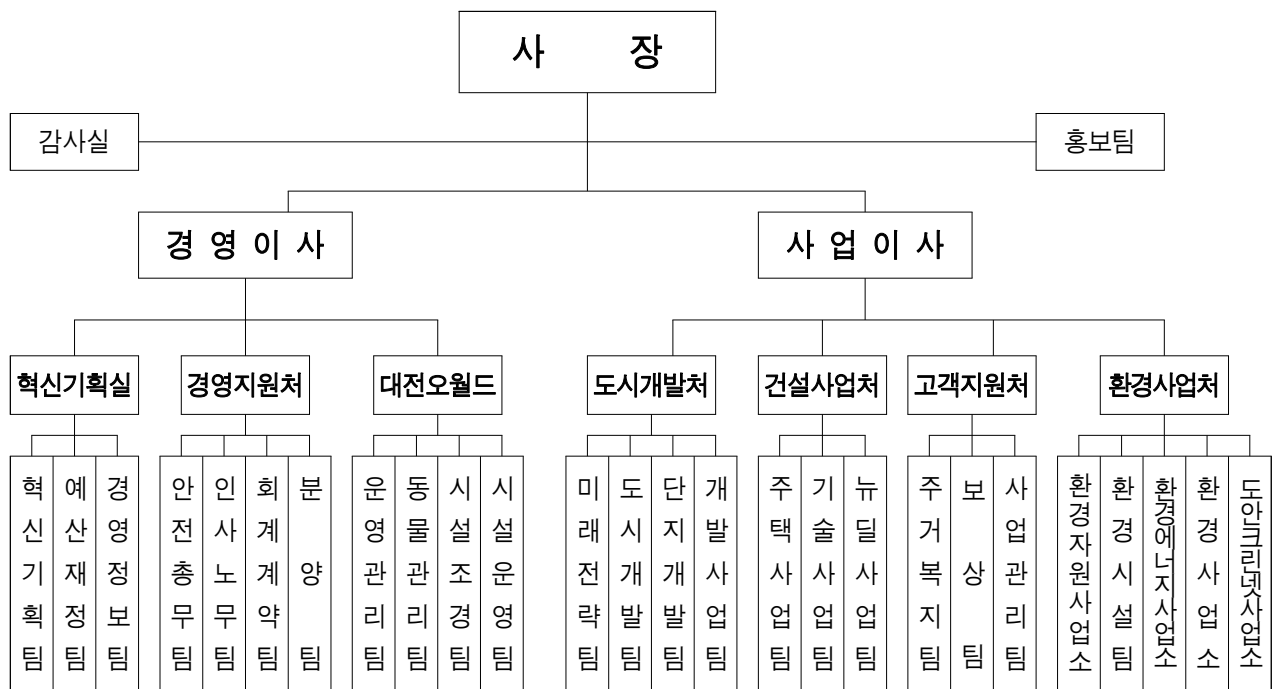 사 장
감사실
홍보팀
경 영 이 사
사 업 이 사
혁신기획실
경영지원처
대전오월드
도시개발처
건설사업처
고객지원처
환경사업처
혁신기획팀
예산재정팀
경영정보팀
안전총무팀
인사노무팀
회계계약팀
분양팀
운영관리팀
동물관리팀
시설조경팀
시설운영팀
미래전략팀
도시개발팀
단지개발팀
개발사업팀
주택사업팀
기술사업팀
뉴딜사업팀
주거복지팀
보상팀
사업관리팀
환경자원사업소
환경시설팀
환경에너지사업소
환경사업소
도안크린넷사업소